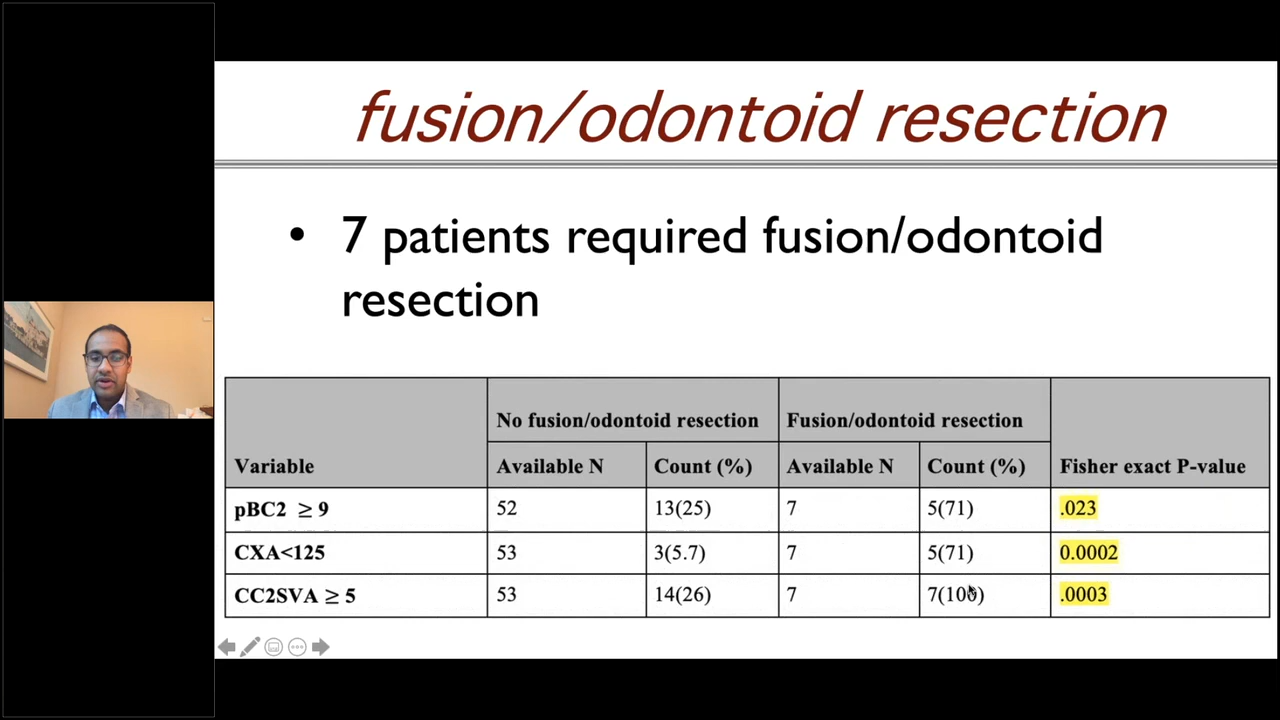 fusion/odontoid resection
• 7 patients required fusion/odontoid
resection
No fusion/odontoid resection Fusion/odontoid resection
Variable Available N Count (%) Available N Count (%) Fisher exact P-value
pBC2 ≥ 9 52 13(25) 7 5(71) .023
CXA<125 53 3(5.7) 7 5(71) 0.0002
CC2SVA ≥ 5 53 14(26) 7 7(100) .0003